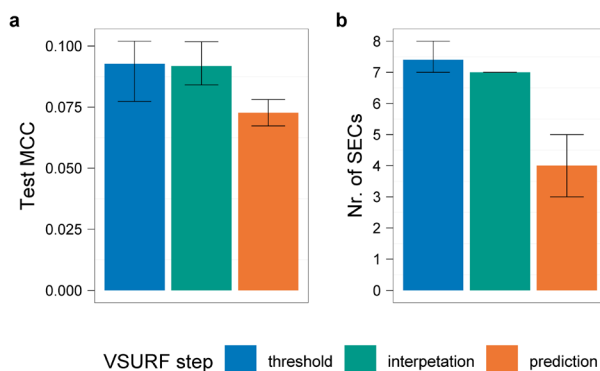 a
Test MCC
0.100
0.075
0.050
0.025
0.000
b
Nr. of SECs
8
7
6
5
4
3
2
1
0
VSURF step threshold interpetation prediction